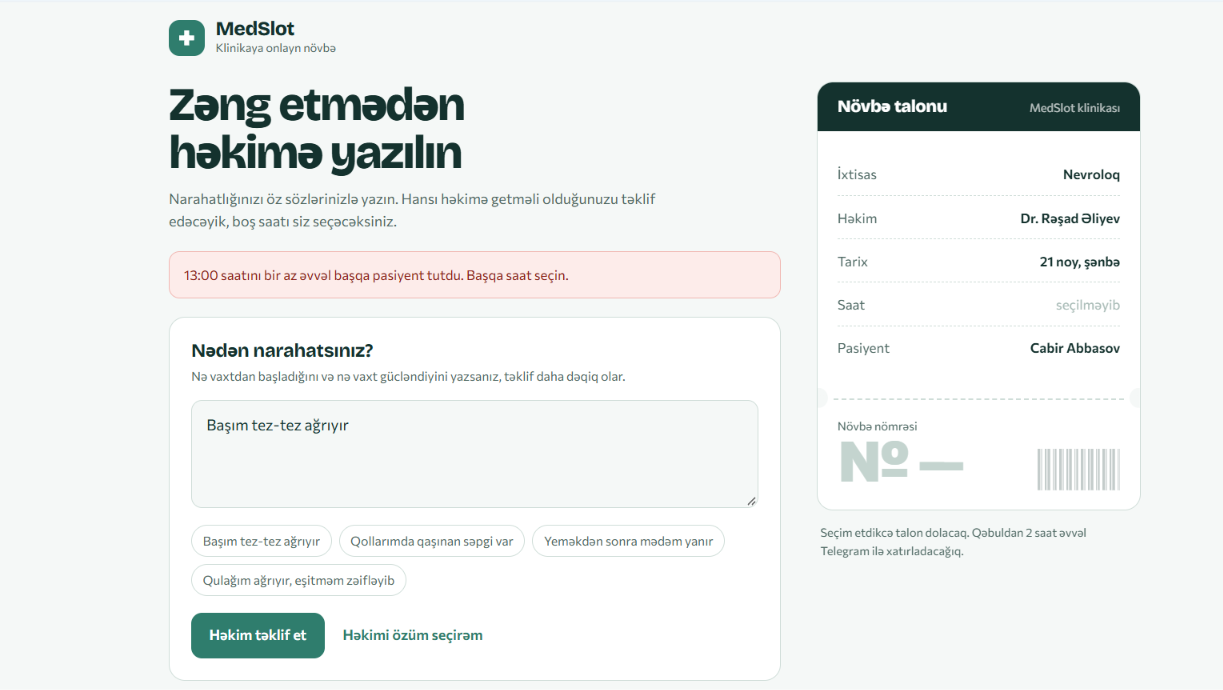 MedSlot
Klinikaya onlayn növbə
Zəng etmədən
həkimə yazılın
Narahatlığınızı öz sözlərinizlə yazın. Hansı həkimə getməli olduğunuzu təklif
edəcəyik, boş saatı siz seçəcəksiniz.
13:00 saatını bir az əvvəl başqa pasiyent tutdu. Başqa saat seçin.
Nədən narahatsınız?
Nə vaxtdan başladığını və nə vaxt gücləndiyini yazsanız, təklif daha dəqiq olar.
Başım tez-tez ağrıyır
Başım tez-tez ağrıyır
Qollarımda qaşınan səpgi var
Yeməkdən sonra mədəm yanır
Qulağım ağrıyır, eşitməm zəifləyib
Həkim təklif et
Həkimi özüm seçirəm
Növbə talonu
MedSlot klinikası
İxtisas
Nevroloq
Həkim
Dr. Rəşad Əliyev
Tarix
21 noy, şənbə
Saat
seçilməyib
Pasiyent
Cabir Abbasov
Növbə nömrəsi
№ —
Seçim etdikcə talon dolacaq. Qəbuldan 2 saat əvvəl
Telegram ilə xatırladacağıq.